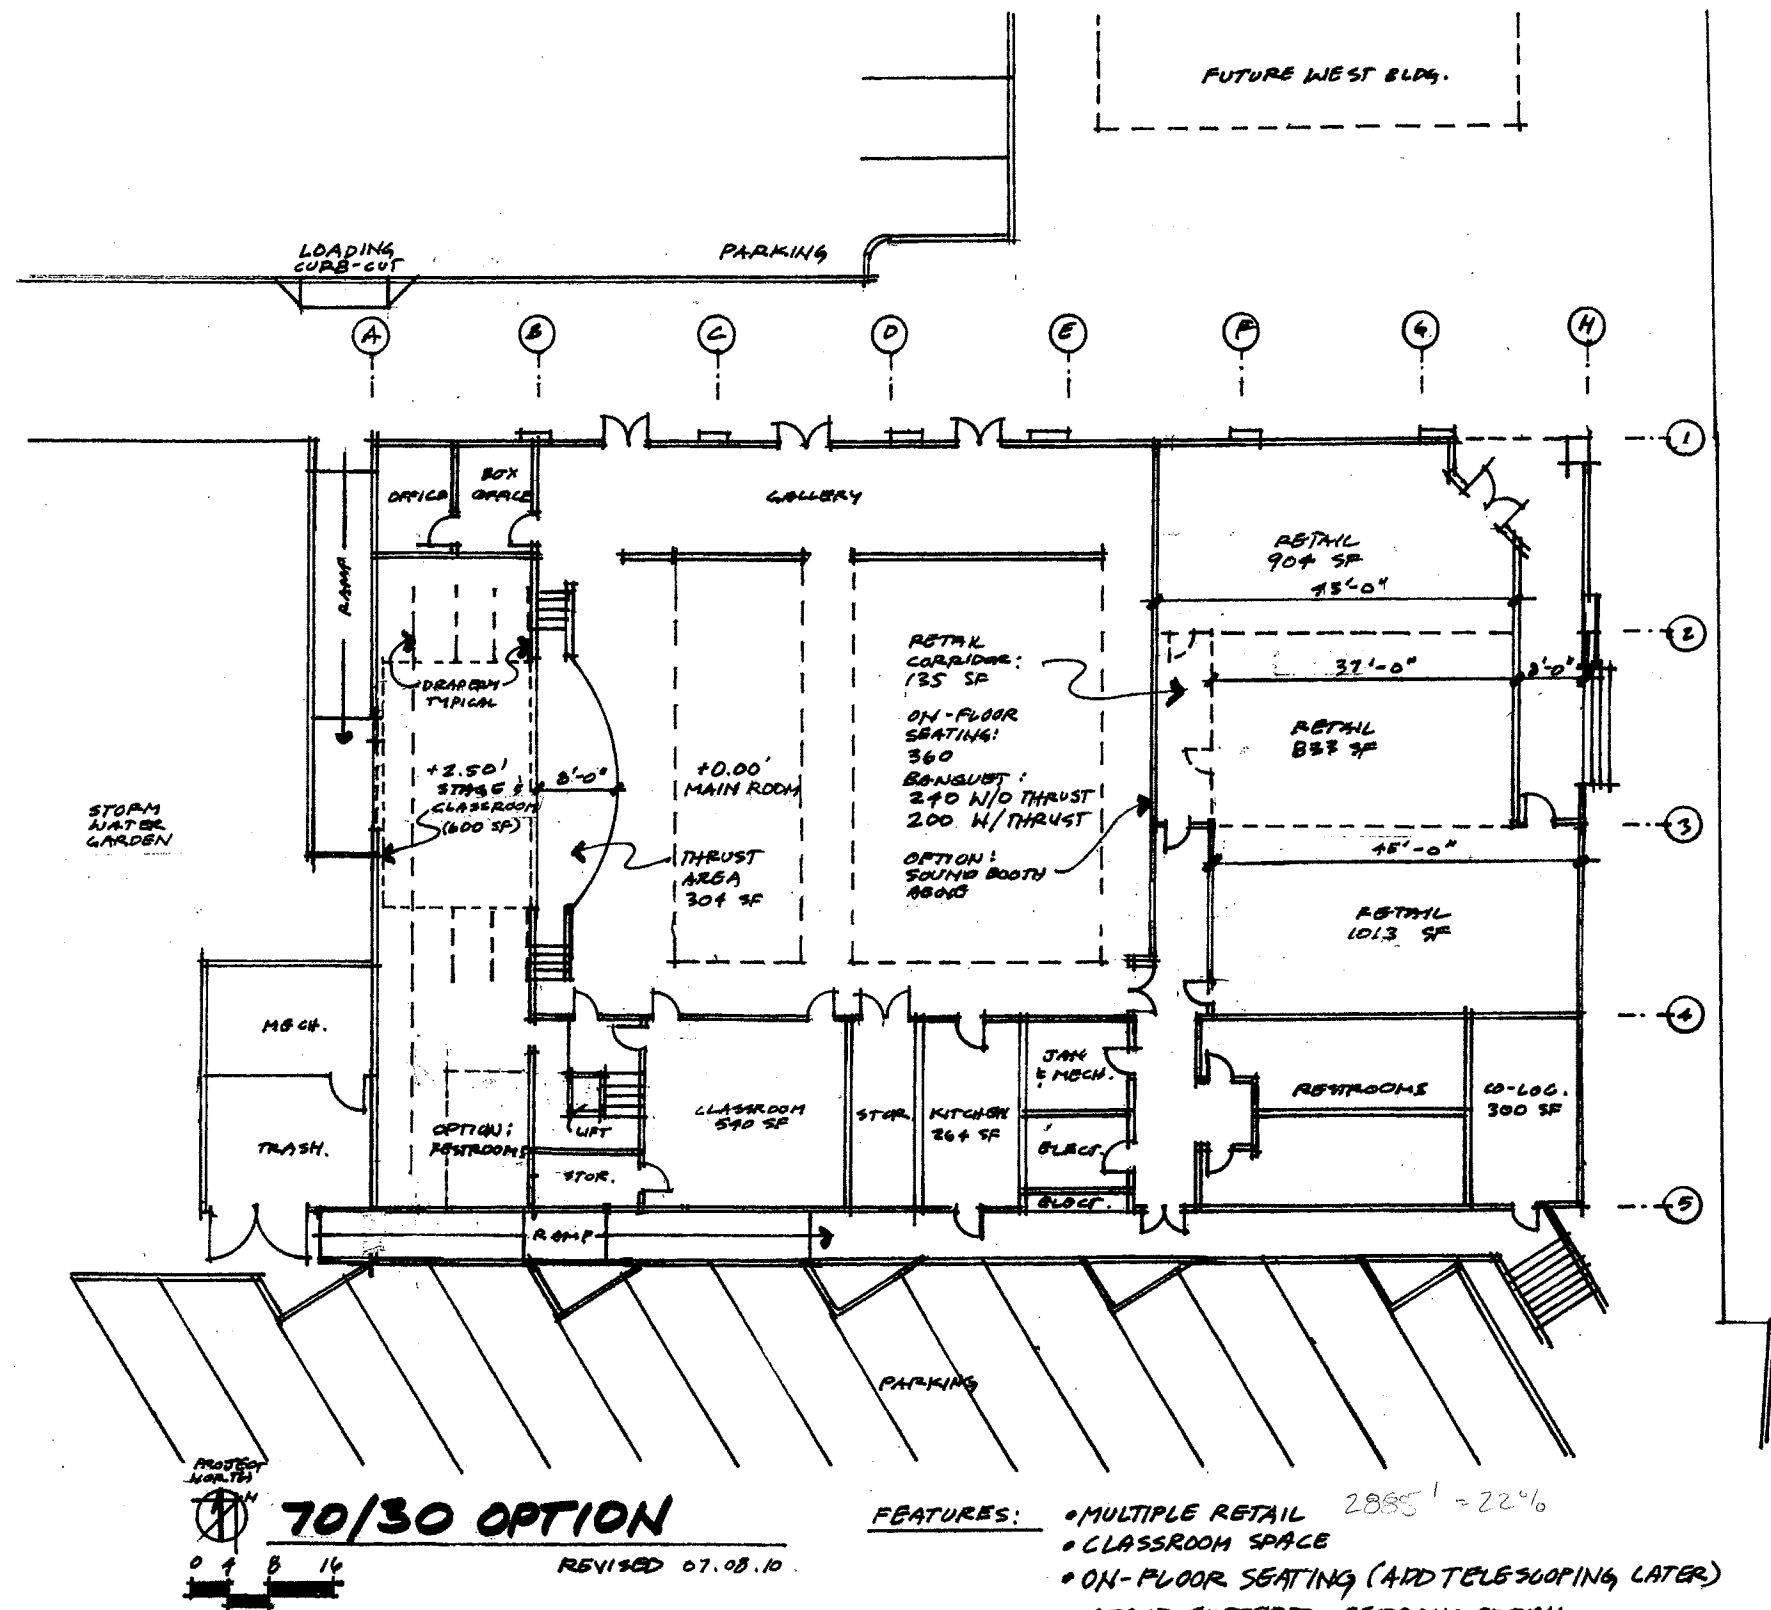 FUTURE WEST BLDG.
LOADING
CURB-CUT
PARKING
A
B
C
D
E
F
G
H
1
OFFICE
BOX
OFFICE
GALLERY
RETAIL
904 SF
45'-0"
RAMP
2
RETAIL
CORRIDOR:
135 SF
37'-0"
8'-0"
DRAPERY
TYPICAL
ON-FLOOR
SEATING:
360
BANQUET:
240 W/O THRUST
200 W/THRUST
RETAIL
833 SF
+2.50'
STAGE &
CLASSROOM
(600 SF)
8'-0"
+0.00'
MAIN ROOM
STORM
WATER
GARDEN
3
THRUST
AREA
304 SF
OPTION:
SOUND BOOTH
ABOVE
45'-0"
RETAIL
1013 SF
4
MECH.
JAN
& MECH.
RESTROOMS
CO-LOC.
300 SF
CLASSROOM
540 SF
STOR.
KITCHEN
264 SF
LIFT
OPTION:
RESTROOMS
TRASH.
ELECT.
STOR.
ELECT.
5
RAMP
PARKING
PROJECT
NORTH
N
70/30 OPTION
REVISED 07.08.10
0 4 8 16
FEATURES:
• MULTIPLE RETAIL 2885' = 22%
• CLASSROOM SPACE
• ON-FLOOR SEATING (ADD TELESCOPING LATER)